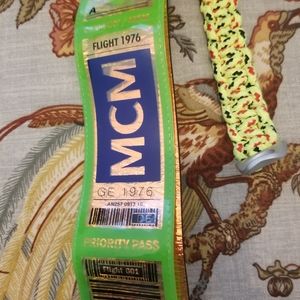 A
FLIGHT 1976
MCM
GE 1976
PRIORITY PASS
Flight 001